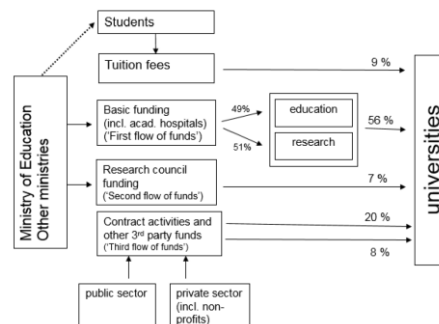 Students
Tuition fees
9 %
Ministry of Education
Other ministries
Basic funding
(incl. acad. hospitals)
('First flow of funds')
49%
51%
education
research
56 %
universities
Research council
funding
('Second flow of funds')
7 %
Contract activities and
other 3rd party funds
('Third flow of funds')
20 %
8 %
public sector
private sector
(incl. non-
profits)